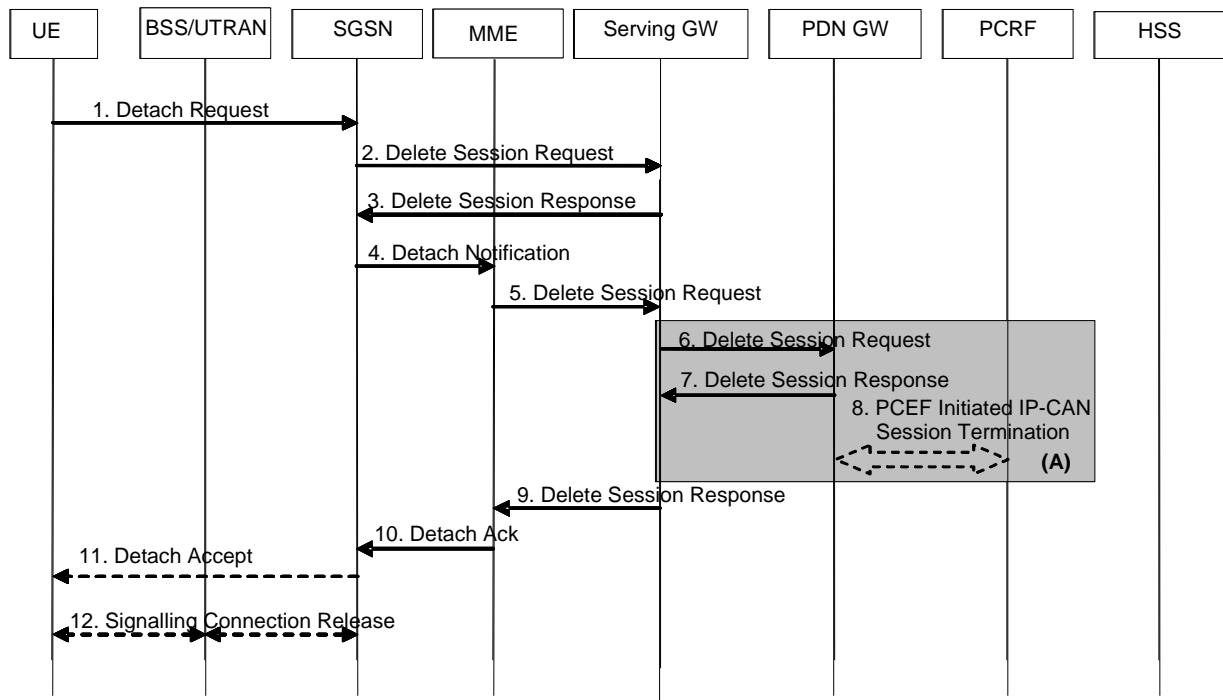 UE
BSS/UTRAN
SGSN
MME
Serving GW
PDN GW
PCRF
HSS
1. Detach Request
2. Delete Session Request
3. Delete Session Response
4. Detach Notification
5. Delete Session Request
6. Delete Session Request
7. Delete Session Response
8. PCEF Initiated IP-CAN
Session Termination
(A)
9. Delete Session Response
10. Detach Ack
11. Detach Accept
12. Signalling Connection Release